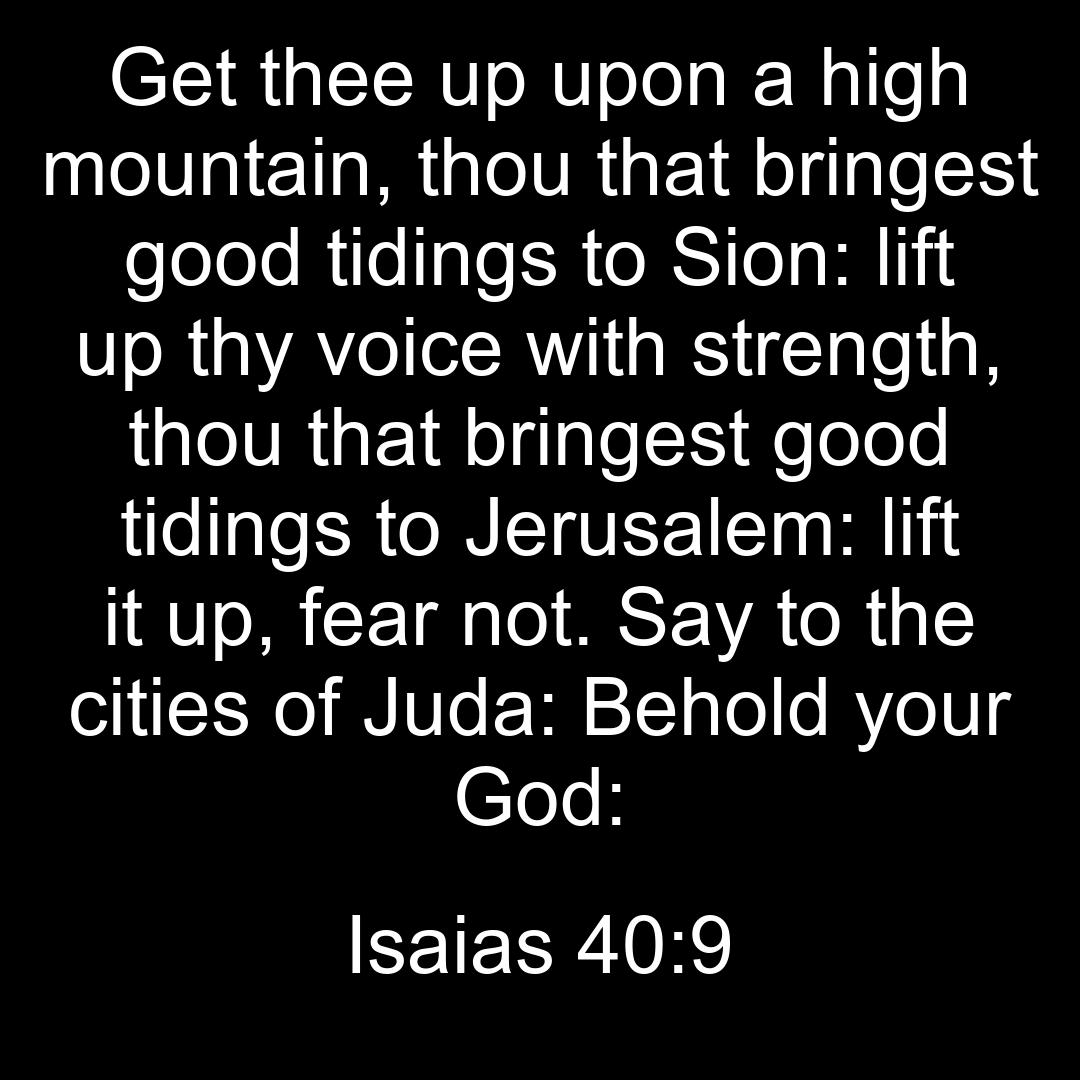 Get thee up upon a high
mountain, thou that bringest
good tidings to Sion: lift
up thy voice with strength,
thou that bringest good
tidings to Jerusalem: lift
it up, fear not. Say to the
cities of Juda: Behold your
God:
Isaias 40:9